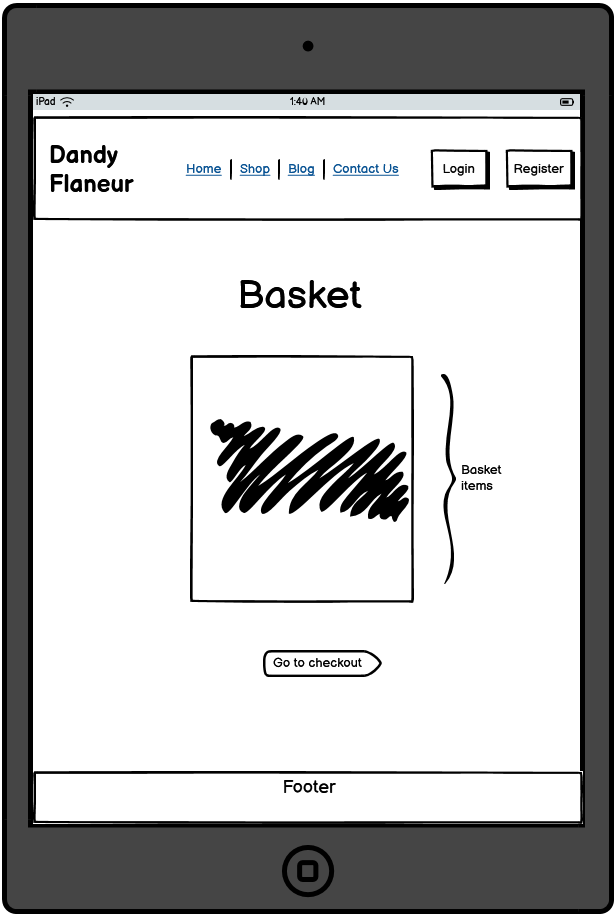 iPad 1:40 AM
Dandy
Flaneur
Home Shop Blog Contact Us
Login Register
Basket
Basket
items
Go to checkout
Footer